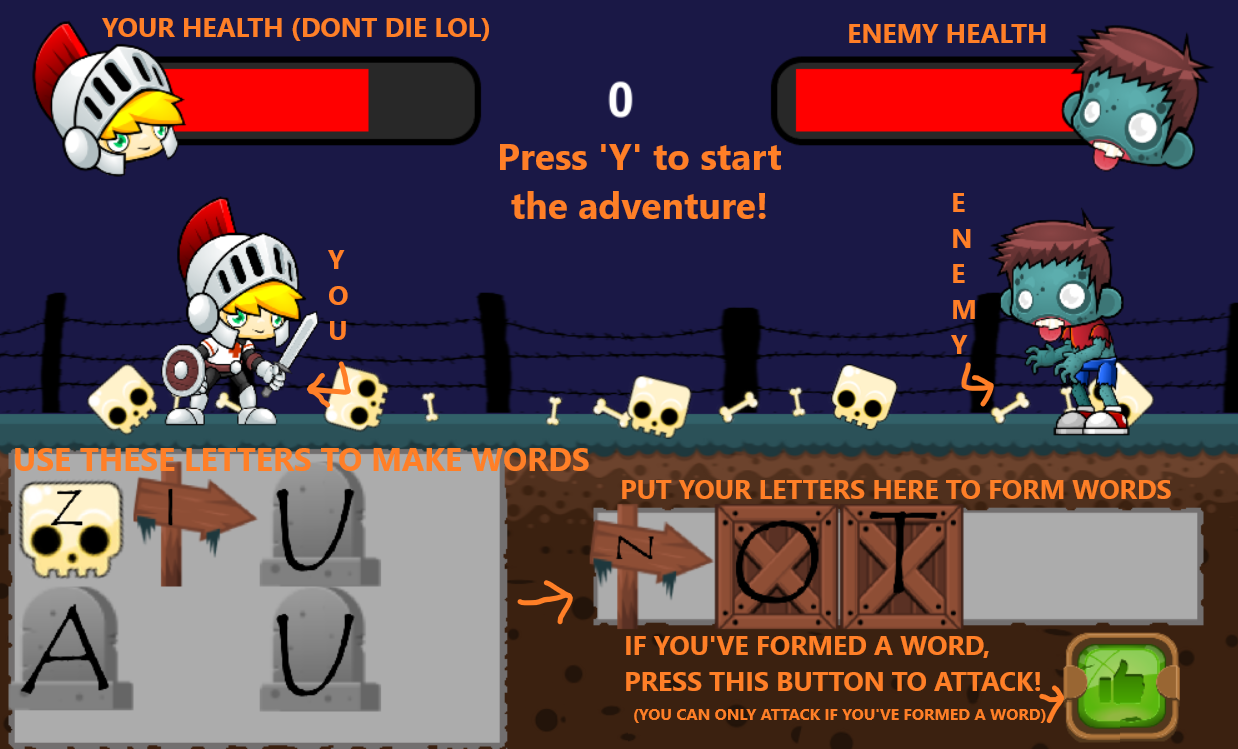 YOUR HEALTH (DONT DIE LOL)
ENEMY HEALTH
0
Press 'Y' to start
the adventure!
Y
O
U
E
N
E
M
Y
USE THESE LETTERS TO MAKE WORDS
Z I U
A U
PUT YOUR LETTERS HERE TO FORM WORDS
N O T
IF YOU'VE FORMED A WORD,
PRESS THIS BUTTON TO ATTACK!
(YOU CAN ONLY ATTACK IF YOU'VE FORMED A WORD)